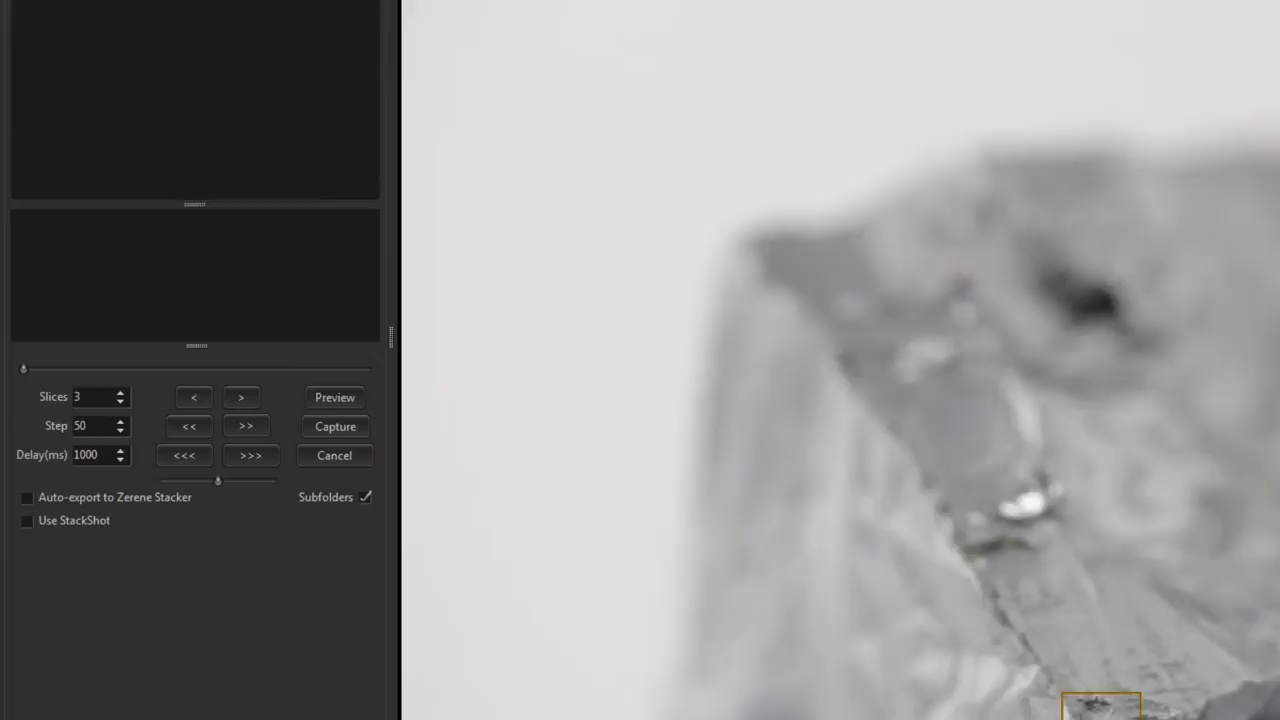 Slices 3 < > Preview
Step 50 << >> Capture
Delay(ms) 1000 <<< >>> Cancel
Auto-export to Zerene Stacker Subfolders
Use StackShot